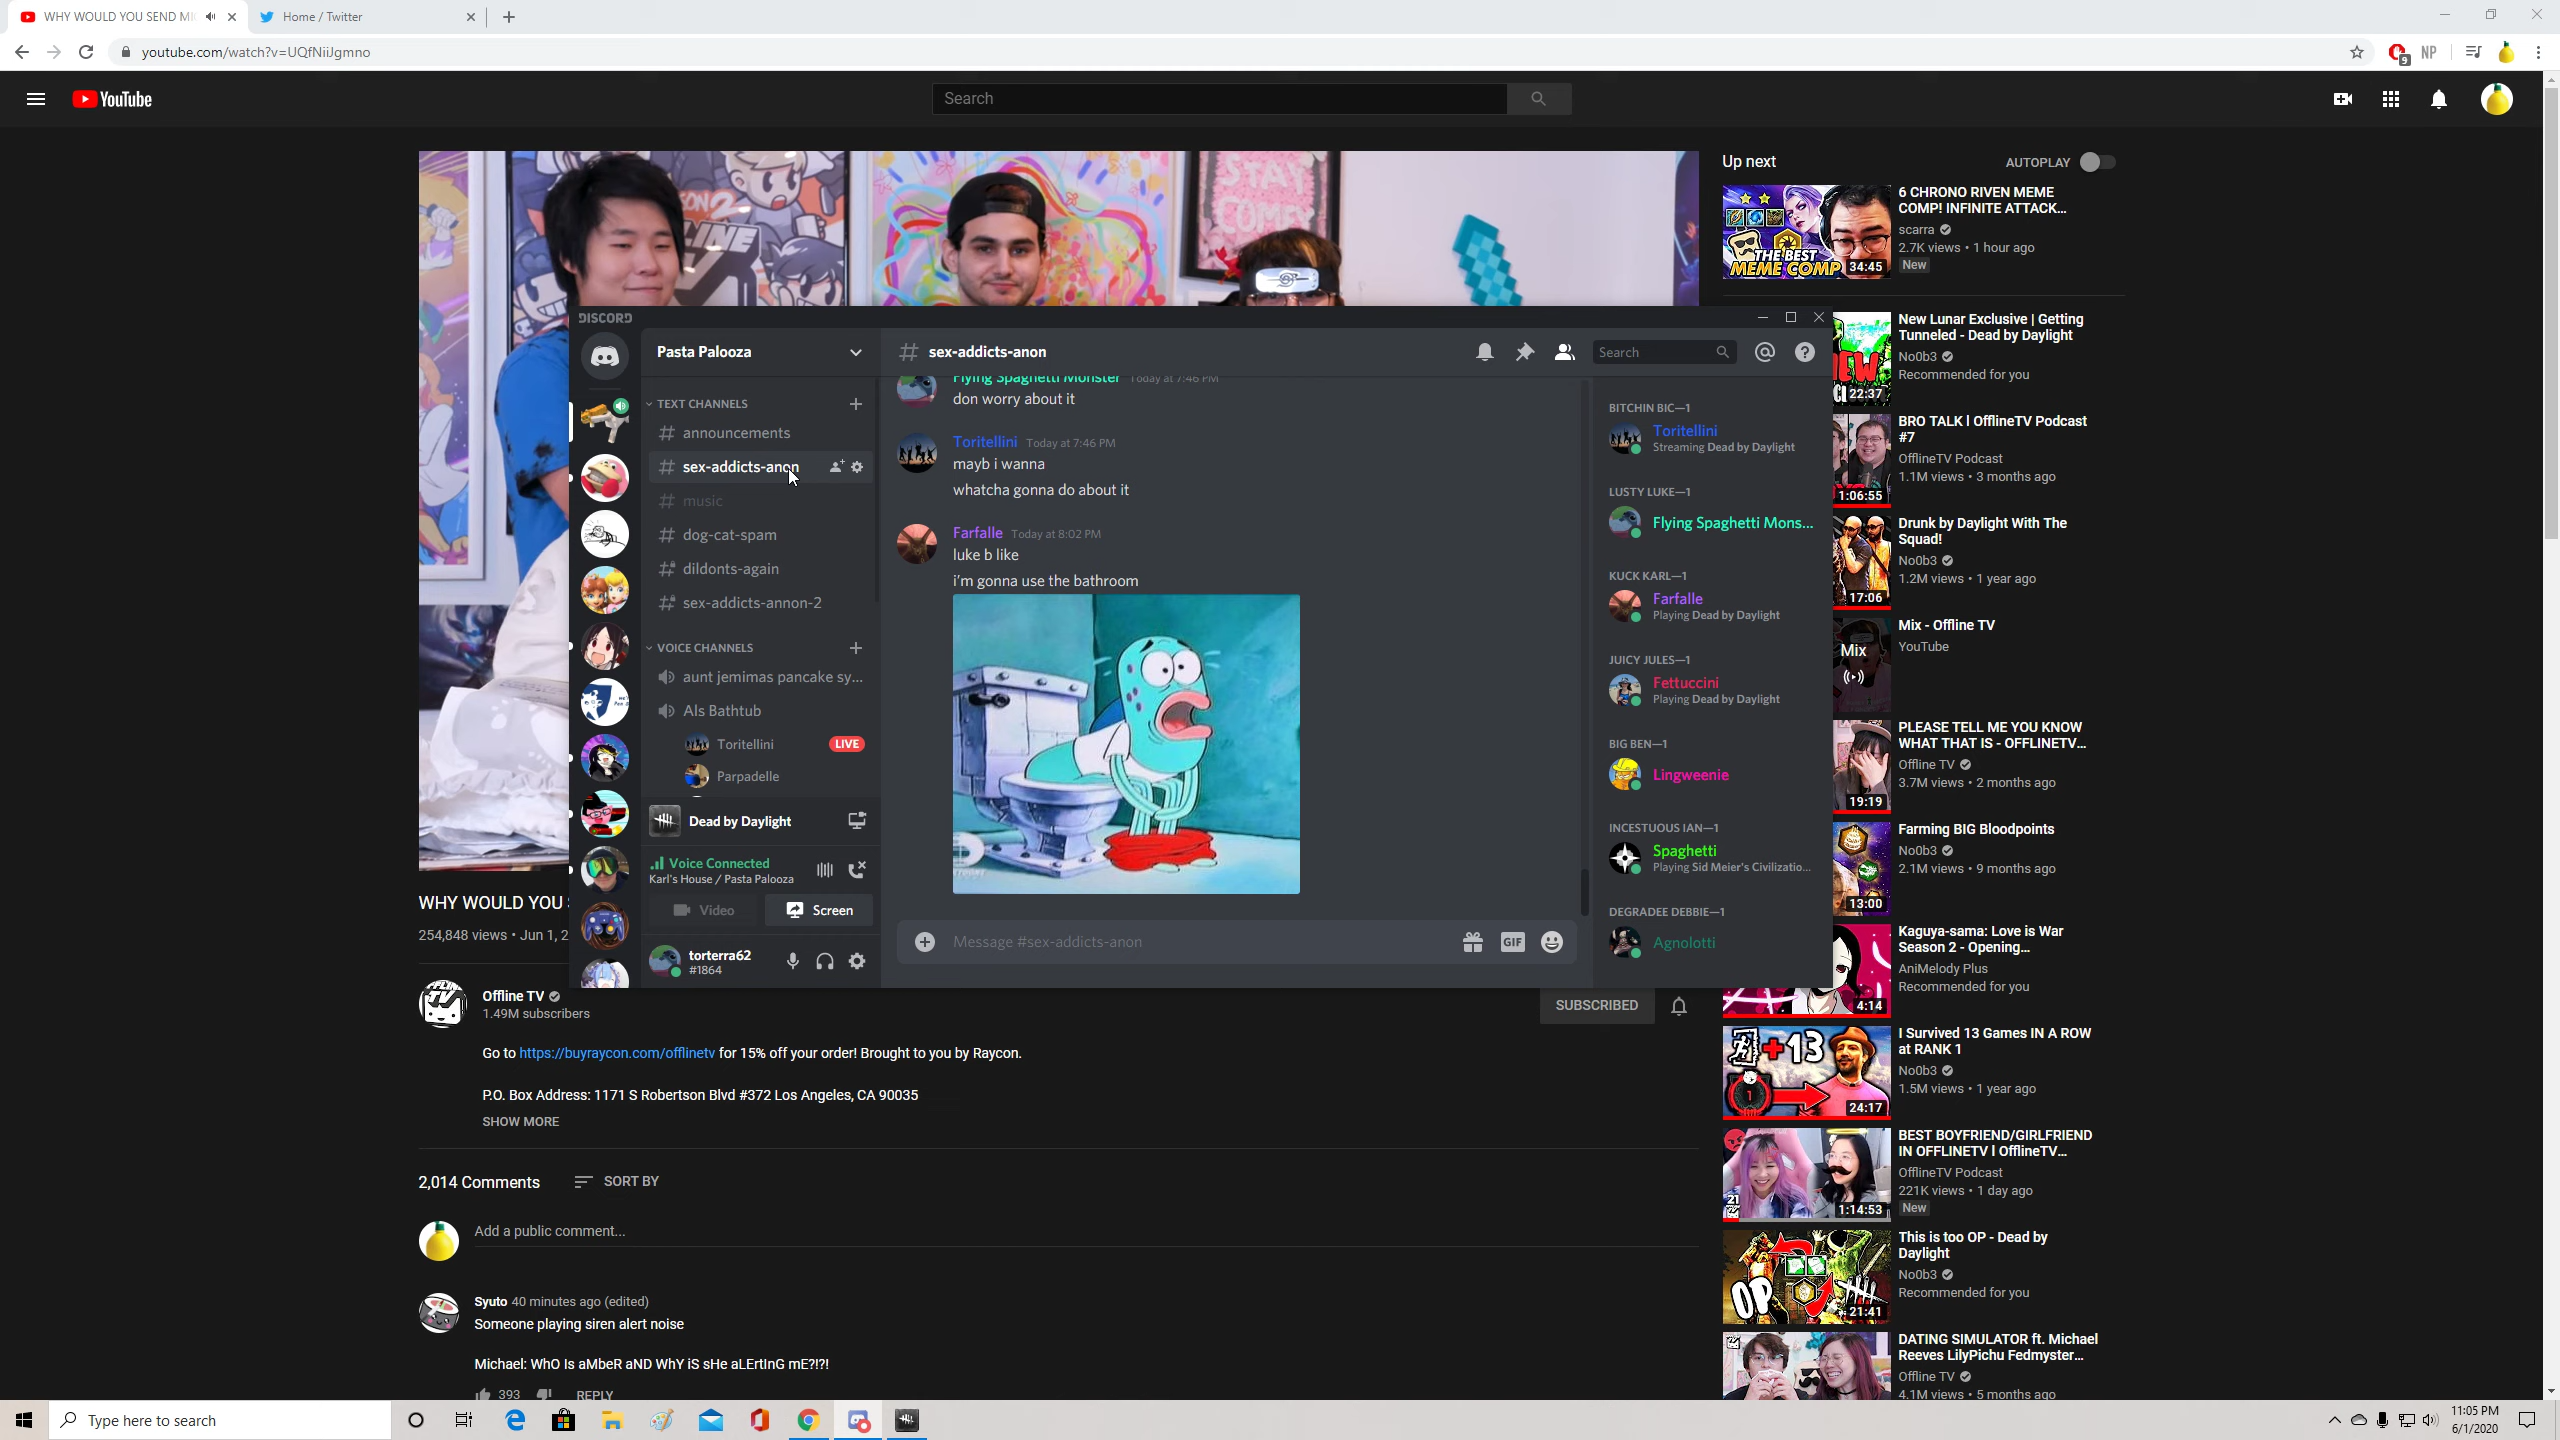 WHY WOULD YOU SEND MI
Home / Twitter
youtube.com/watch?v=UQfNiiJgmno
9
NP
YouTube
Search
STAY
COMFY
Up next
AUTOPLAY
THE BEST
MEME COMP
34:45
6 CHRONO RIVEN MEME
COMP! INFINITE ATTACK...
scarra
2.7K views • 1 hour ago
New
22:37
New Lunar Exclusive | Getting
Tunneled - Dead by Daylight
No0b3
Recommended for you
1:06:55
BRO TALK l OfflineTV Podcast
#7
OfflineTV Podcast
1.1M views • 3 months ago
17:06
Drunk by Daylight With The
Squad!
No0b3
1.2M views • 1 year ago
Mix
Mix - Offline TV
YouTube
19:19
PLEASE TELL ME YOU KNOW
WHAT THAT IS - OFFLINETV...
Offline TV
3.7M views • 2 months ago
13:00
Farming BIG Bloodpoints
No0b3
2.1M views • 9 months ago
4:14
Kaguya-sama: Love is War
Season 2 - Opening...
AniMelody Plus
Recommended for you
+13
1
24:17
I Survived 13 Games IN A ROW
at RANK 1
No0b3
1.5M views • 1 year ago
21
1:14:53
BEST BOYFRIEND/GIRLFRIEND
IN OFFLINETV l OfflineTV...
OfflineTV Podcast
221K views • 1 day ago
New
OP
21:41
This is too OP - Dead by
Daylight
No0b3
Recommended for you
DATING SIMULATOR ft. Michael
Reeves LilyPichu Fedmyster...
Offline TV
4.1M views • 5 months ago
DISCORD
Pasta Palooza
TEXT CHANNELS
announcements
sex-addicts-anon
music
dog-cat-spam
dildonts-again
sex-addicts-annon-2
VOICE CHANNELS
aunt jemimas pancake sy...
Als Bathtub
Toritellini
LIVE
Parpadelle
Dead by Daylight
Voice Connected
Karl's House / Pasta Palooza
Video
Screen
torterra62
#1864
# sex-addicts-anon
Search
Flying Spaghetti Monster Today at 7:46 PM
don worry about it
Toritellini Today at 7:46 PM
mayb i wanna
whatcha gonna do about it
Farfalle Today at 8:02 PM
luke b like
i'm gonna use the bathroom
Message #sex-addicts-anon
GIF
BITCHIN BIC—1
Toritellini
Streaming Dead by Daylight
LUSTY LUKE—1
Flying Spaghetti Mons...
KUCK KARL—1
Farfalle
Playing Dead by Daylight
JUICY JULES—1
Fettuccini
Playing Dead by Daylight
BIG BEN—1
Lingweenie
INCESTUOUS IAN—1
Spaghetti
Playing Sid Meier's Civilizatio...
DEGRADEE DEBBIE—1
Agnolotti
WHY WOULD YOU
254,848 views • Jun 1, 2
Offline TV
1.49M subscribers
SUBSCRIBED
Go to https://buyraycon.com/offlinetv for 15% off your order! Brought to you by Raycon.
P.O. Box Address: 1171 S Robertson Blvd #372 Los Angeles, CA 90035
SHOW MORE
2,014 Comments
SORT BY
Add a public comment...
Syuto 40 minutes ago (edited)
Someone playing siren alert noise
Michael: WhO Is aMbeR aND WhY iS sHe aLErtInG mE?!?!
393
REPLY
Type here to search
11:05 PM
6/1/2020